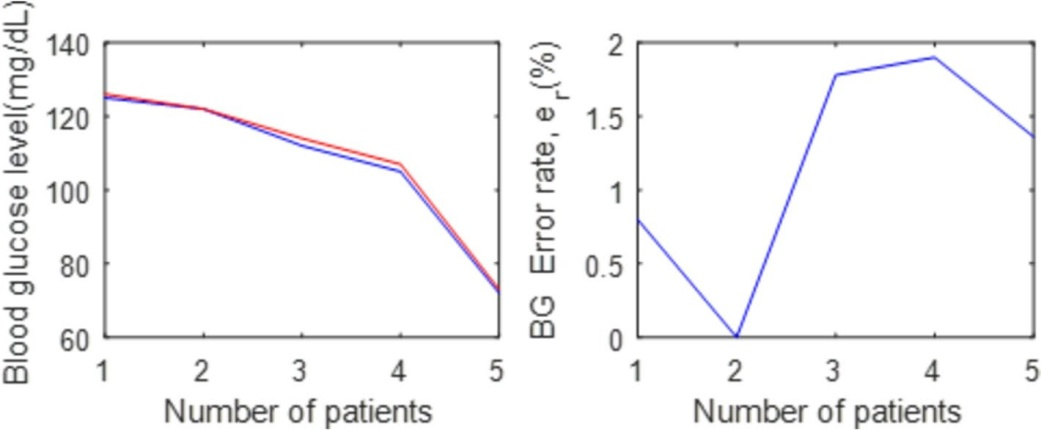 Blood glucose level(mg/dL)
140
120
100
80
60
1 2 3 4 5
Number of patients
BG Error rate, e r(%)
2
1.5
1
0.5
0
1 2 3 4 5
Number of patients